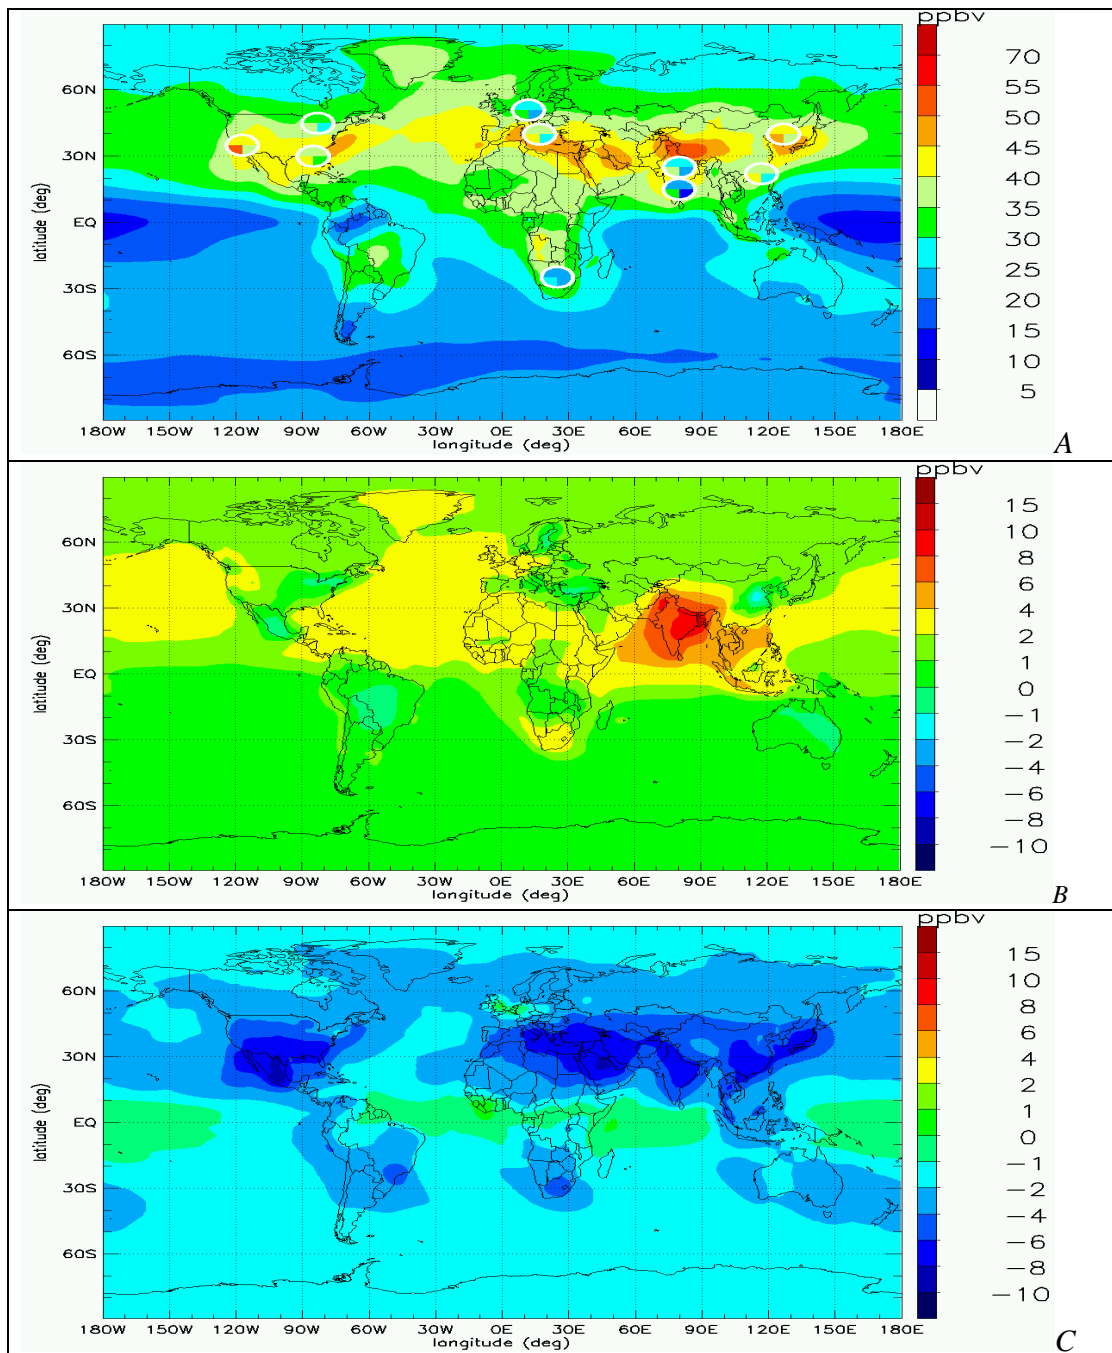 ppbv
70
55
50
45
40
35
30
25
20
15
10
5
60N
30N
EQ
30S
60S
latitude (deg)
180W 150W 120W 90W 60W 30W 0E 30E 60E 90E 120E 150E 180E
longitude (deg)
A
ppbv
15
10
8
6
4
2
1
0
−1
−2
−4
−6
−8
−10
60N
30N
EQ
30S
60S
latitude (deg)
180W 150W 120W 90W 60W 30W 0E 30E 60E 90E 120E 150E 180E
longitude (deg)
B
ppbv
15
10
8
6
4
2
1
0
−1
−2
−4
−6
−8
−10
60N
30N
EQ
30S
60S
latitude (deg)
180W 150W 120W 90W 60W 30W 0E 30E 60E 90E 120E 150E 180E
longitude (deg)
C